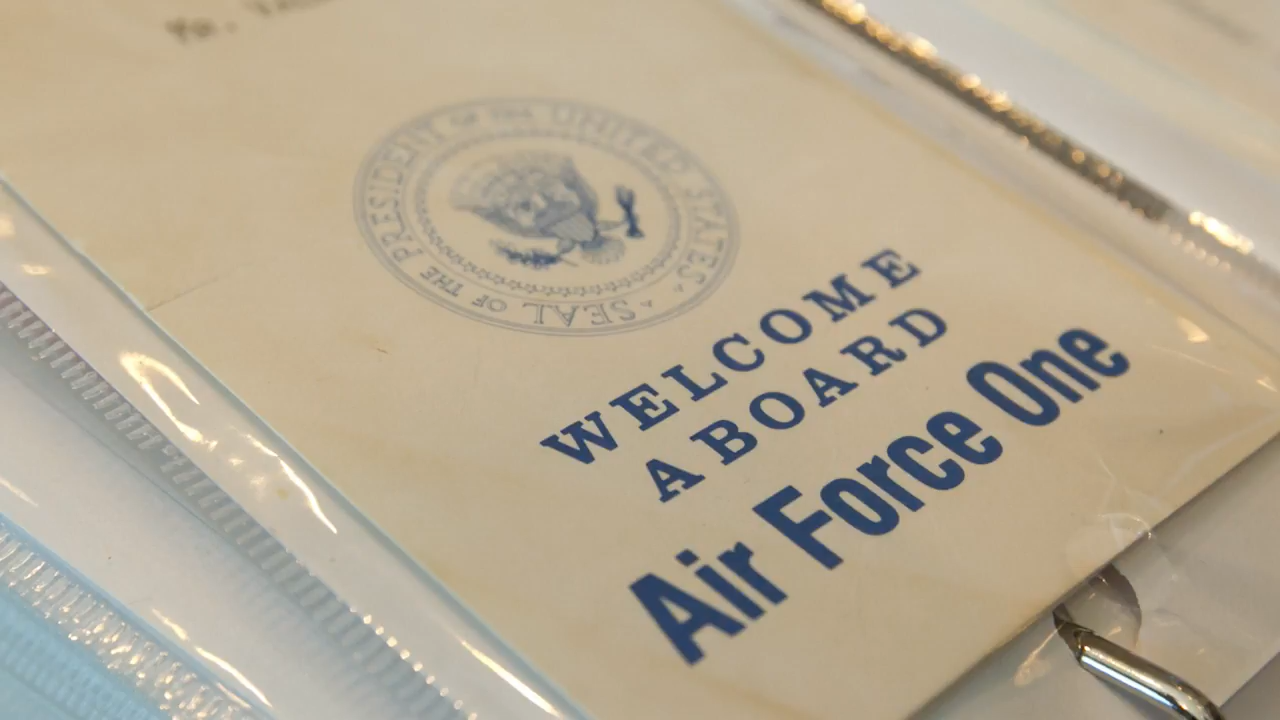 SEAL OF THE PRESIDENT OF THE UNITED STATES
WELCOME
ABOARD
Air Force One